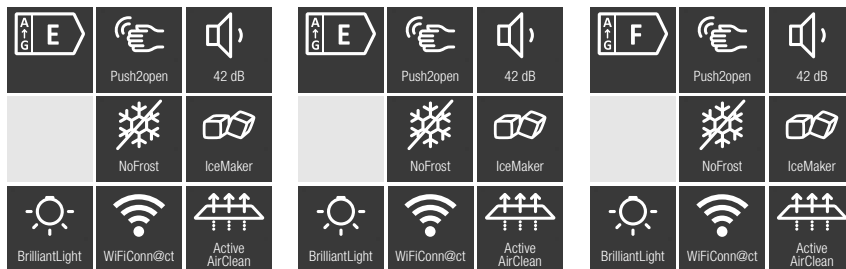 A
G
E
Push2open
42 dB
NoFrost
IceMaker
BrilliantLight
WiFiConn@ct
Active
AirClean
A
G
E
Push2open
42 dB
NoFrost
IceMaker
BrilliantLight
WiFiConn@ct
Active
AirClean
A
G
F
Push2open
42 dB
NoFrost
IceMaker
BrilliantLight
WiFiConn@ct
Active
AirClean